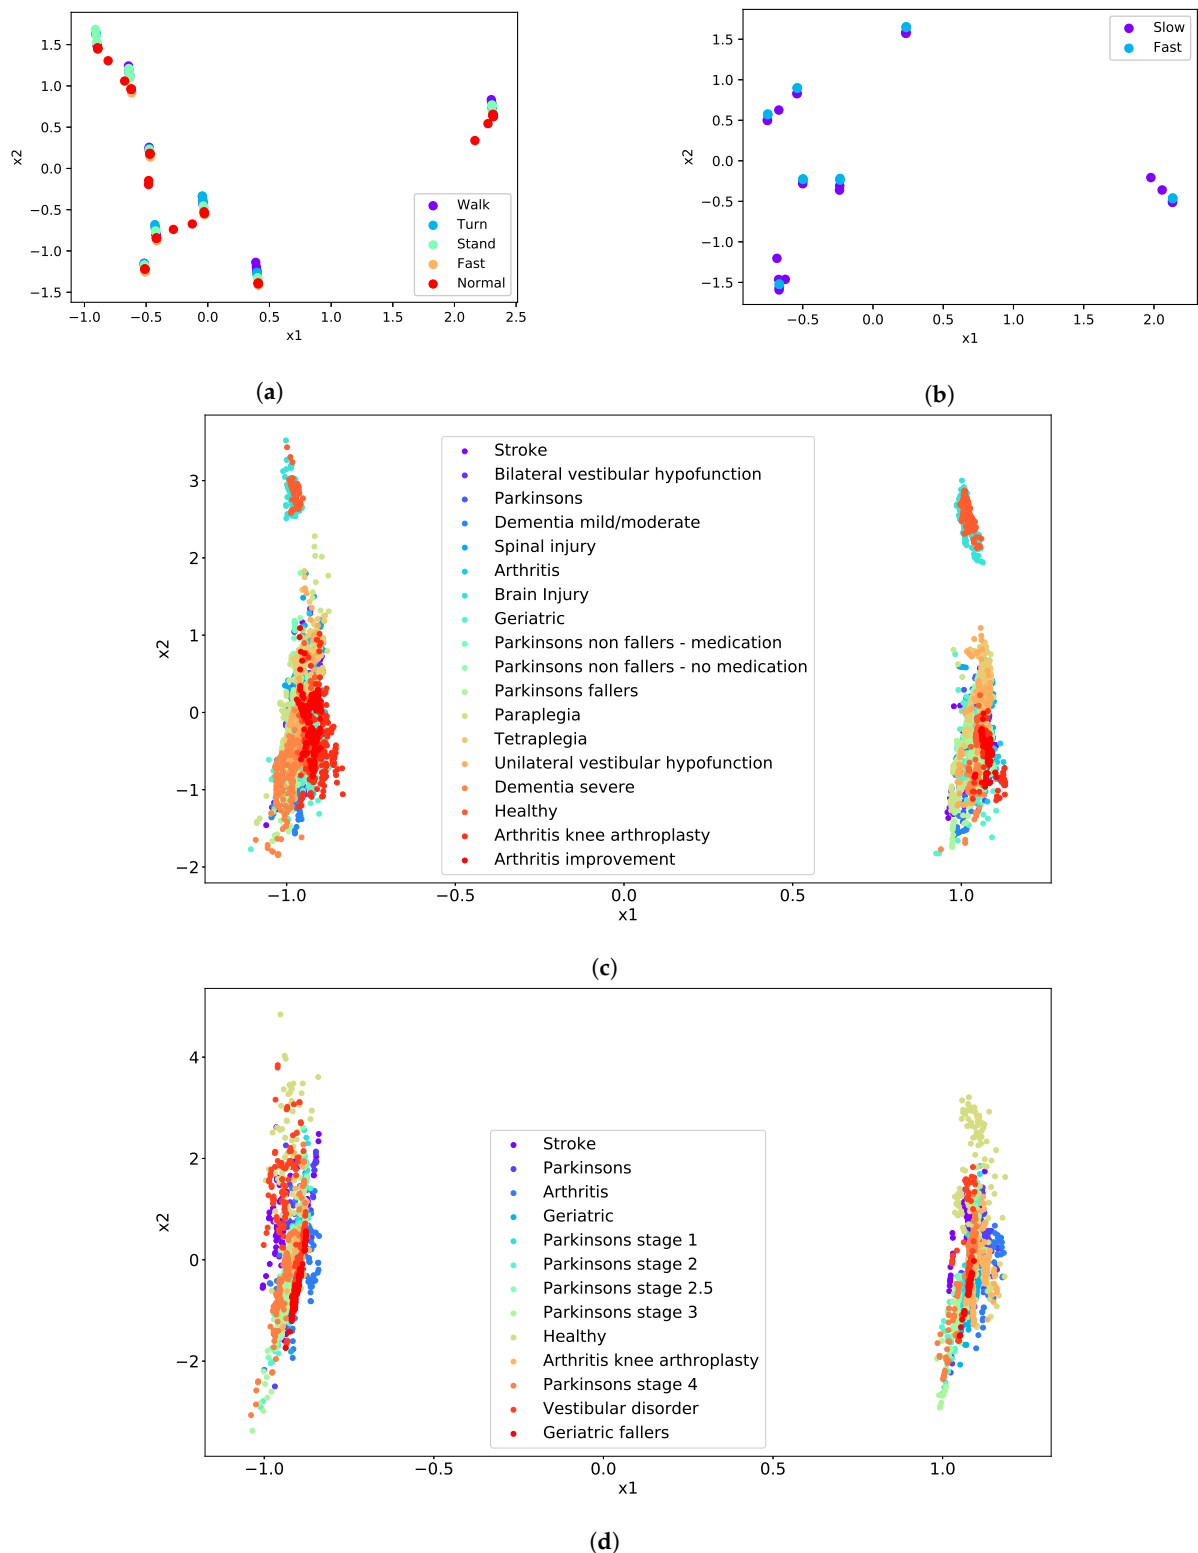 x2
1.5
1.0
0.5
0.0
−0.5
−1.0
−1.5
Walk
Turn
Stand
Fast
Normal
−1.0 −0.5 0.0 0.5 1.0 1.5 2.0 2.5
x1
(a)
x2
1.5
1.0
0.5
0.0
−0.5
−1.0
−1.5
Slow
Fast
−0.5 0.0 0.5 1.0 1.5 2.0
x1
(b)
x2
3
2
1
0
−1
−2
Stroke
Bilateral vestibular hypofunction
Parkinsons
Dementia mild/moderate
Spinal injury
Arthritis
Brain Injury
Geriatric
Parkinsons non fallers - medication
Parkinsons non fallers - no medication
Parkinsons fallers
Paraplegia
Tetraplegia
Unilateral vestibular hypofunction
Dementia severe
Healthy
Arthritis knee arthroplasty
Arthritis improvement
−1.0 −0.5 0.0 0.5 1.0
x1
(c)
x2
4
2
0
−2
Stroke
Parkinsons
Arthritis
Geriatric
Parkinsons stage 1
Parkinsons stage 2
Parkinsons stage 2.5
Parkinsons stage 3
Healthy
Arthritis knee arthroplasty
Parkinsons stage 4
Vestibular disorder
Geriatric fallers
−1.0 −0.5 0.0 0.5 1.0
x1
(d)